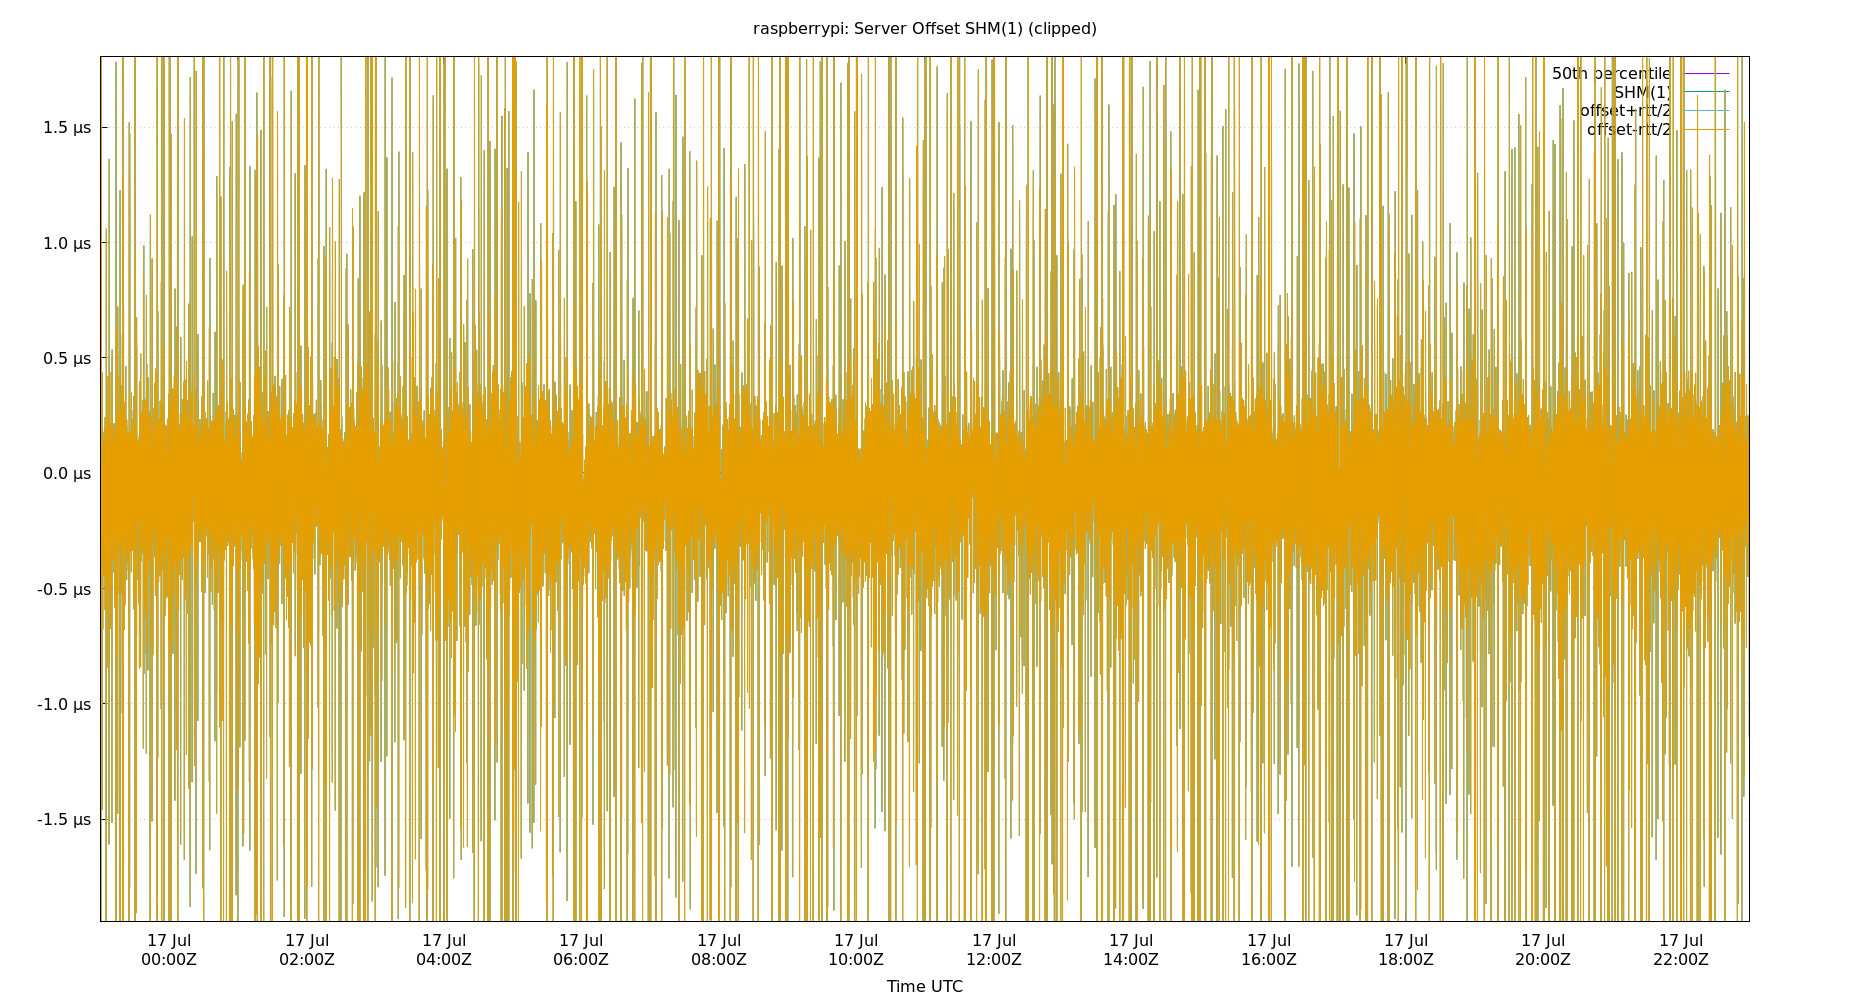 raspberrypi: Server Offset SHM(1) (clipped)
50th percentile
SHM(1)
offset+rtt/2
offset-rtt/2
1.5 µs
1.0 µs
0.5 µs
0.0 µs
-0.5 µs
-1.0 µs
-1.5 µs
17 Jul 17 Jul 17 Jul 17 Jul 17 Jul 17 Jul 17 Jul 17 Jul 17 Jul 17 Jul 17 Jul 17 Jul
00:00Z 02:00Z 04:00Z 06:00Z 08:00Z 10:00Z 12:00Z 14:00Z 16:00Z 18:00Z 20:00Z 22:00Z
Time UTC